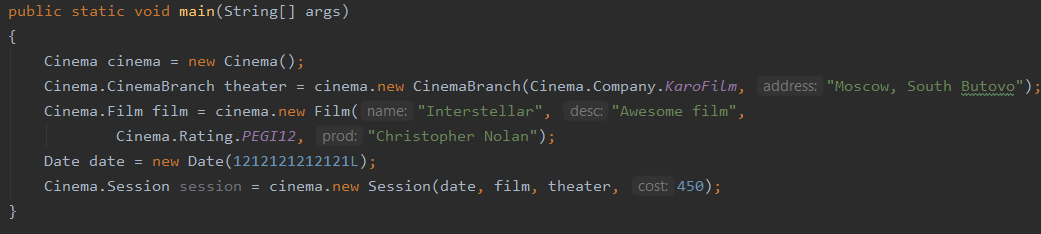 public static void main(String[] args)
{
Cinema cinema = new Cinema();
Cinema.CinemaBranch theater = cinema.new CinemaBranch(Cinema.Company.KaroFilm, address: "Moscow, South Butovo");
Cinema.Film film = cinema.new Film( name: "Interstellar", desc: "Awesome film",
Cinema.Rating.PEGI12, prod: "Christopher Nolan");
Date date = new Date(1212121212121L);
Cinema.Session session = cinema.new Session(date, film, theater, cost: 450);
}